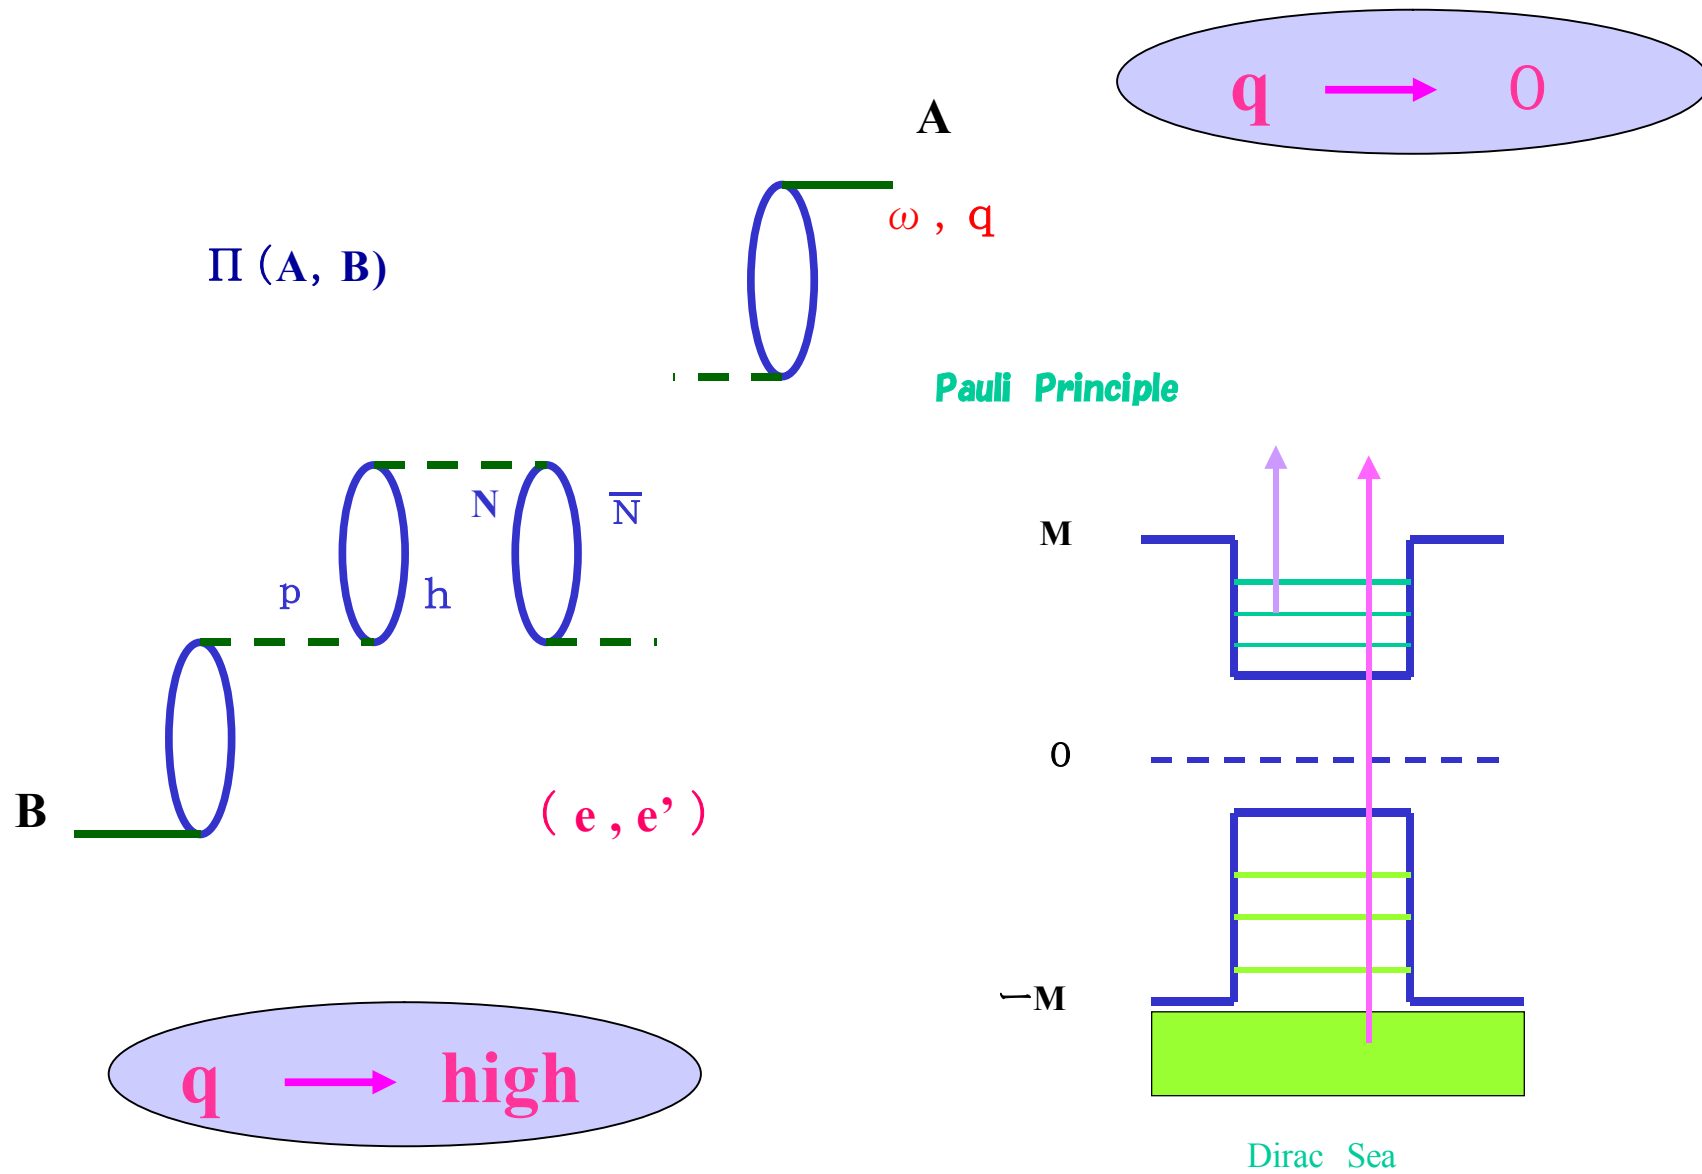 q → 0
A
ω , q
Π (A, B)
Pauli Principle
N N̅
M
p h
0
B
( e , e’ )
－M
q → high
Dirac Sea